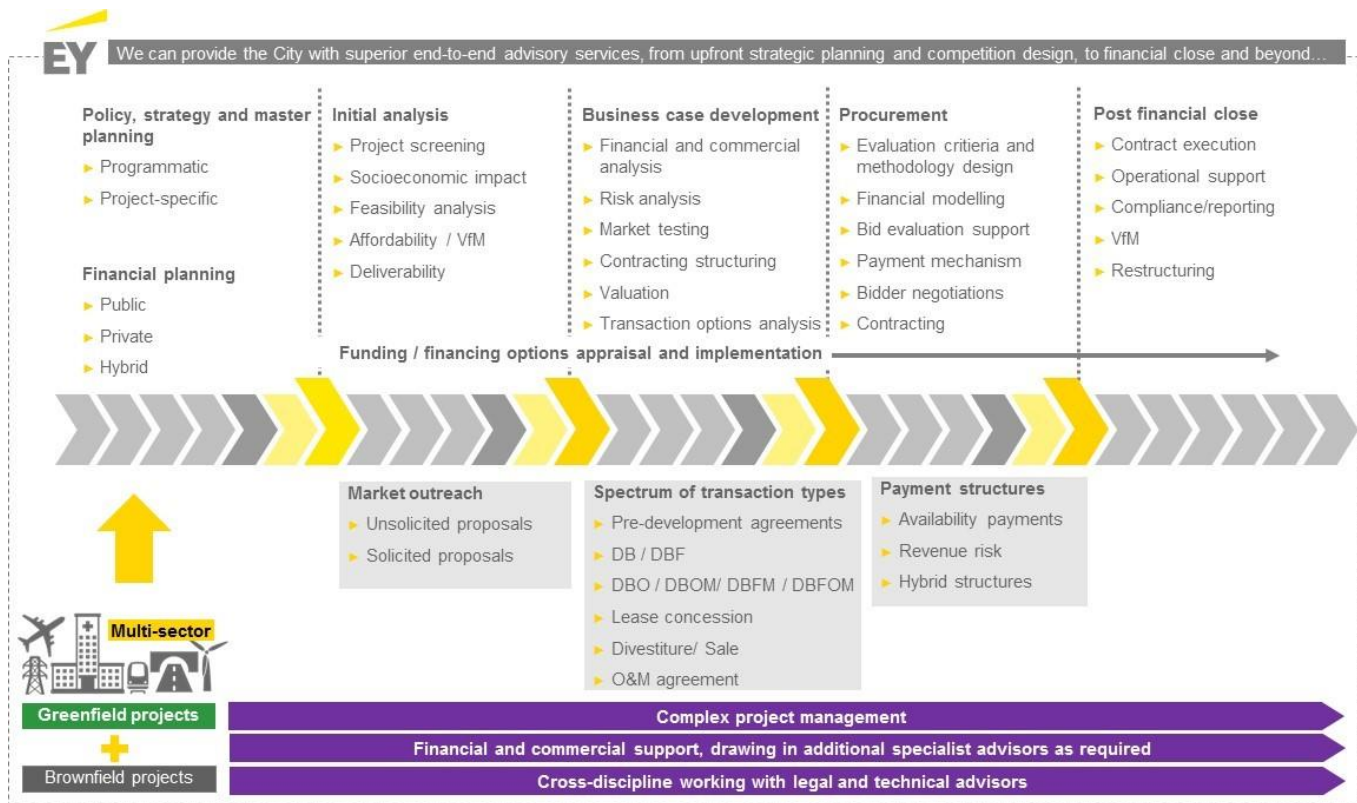 EY
We can provide the City with superior end-to-end advisory services, from upfront strategic planning and competition design, to financial close and beyond…
Policy, strategy and master
planning
► Programmatic
► Project-specific
Financial planning
► Public
► Private
► Hybrid
Initial analysis
► Project screening
► Socioeconomic impact
► Feasibility analysis
► Affordability / VfM
► Deliverability
Business case development
► Financial and commercial
analysis
► Risk analysis
► Market testing
► Contracting structuring
► Valuation
► Transaction options analysis
Procurement
► Evaluation critieria and
methodology design
► Financial modelling
► Bid evaluation support
► Payment mechanism
► Bidder negotiations
► Contracting
Post financial close
► Contract execution
► Operational support
► Compliance/reporting
► VfM
► Restructuring
Funding / financing options appraisal and implementation
Market outreach
► Unsolicited proposals
► Solicited proposals
Spectrum of transaction types
► Pre-development agreements
► DB / DBF
► DBO / DBOM/ DBFM / DBFOM
► Lease concession
► Divestiture/ Sale
► O&M agreement
Payment structures
► Availability payments
► Revenue risk
► Hybrid structures
Multi-sector
Greenfield projects
Brownfield projects
Complex project management
Financial and commercial support, drawing in additional specialist advisors as required
Cross-discipline working with legal and technical advisors